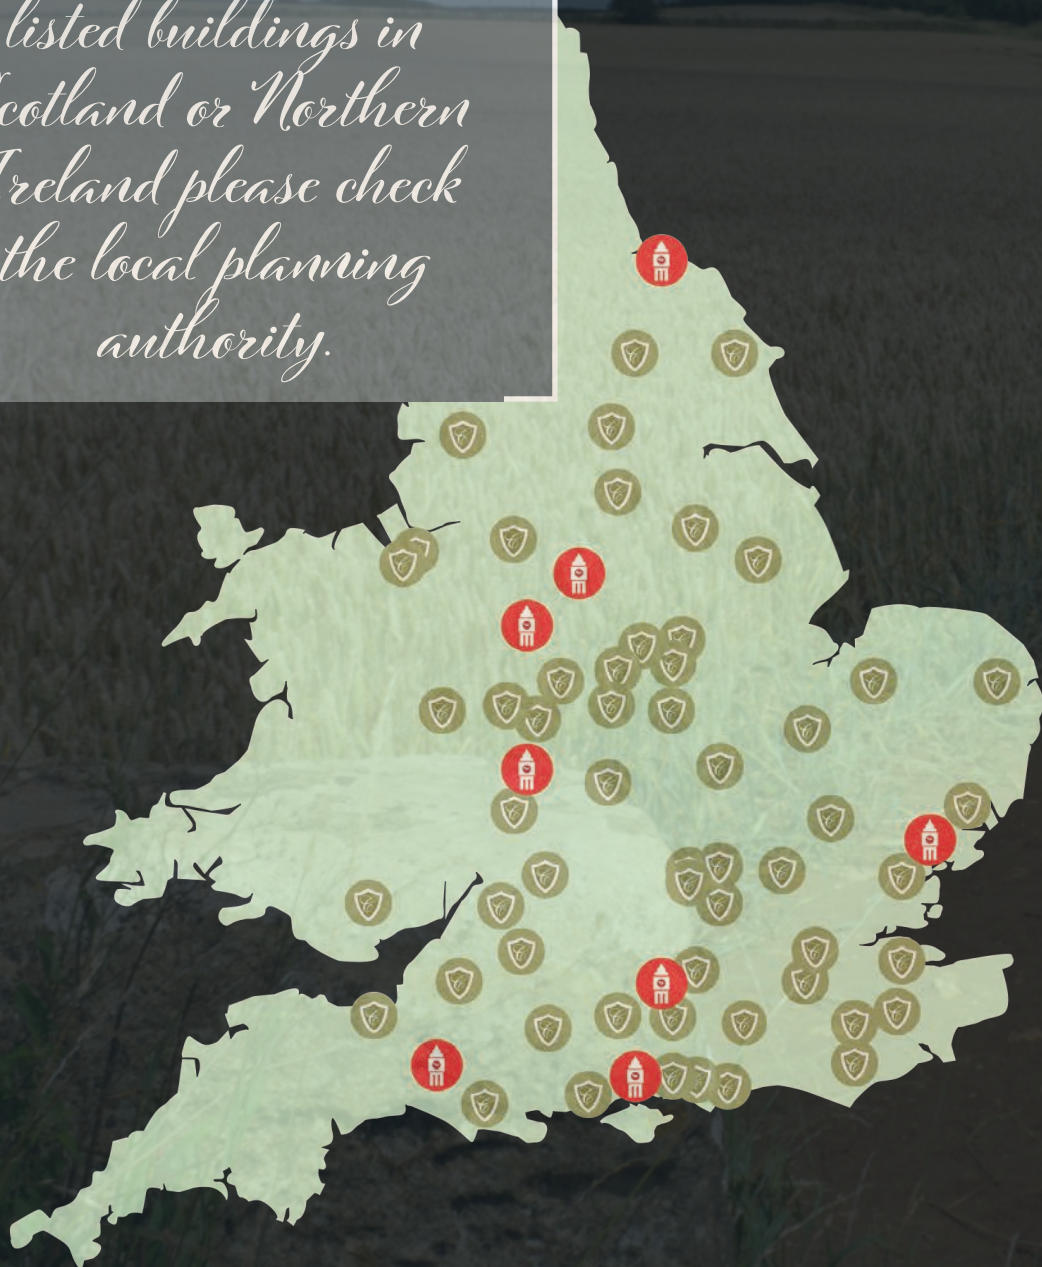 listed buildings in
Scotland or Northern
Ireland please check
the local planning
authority.